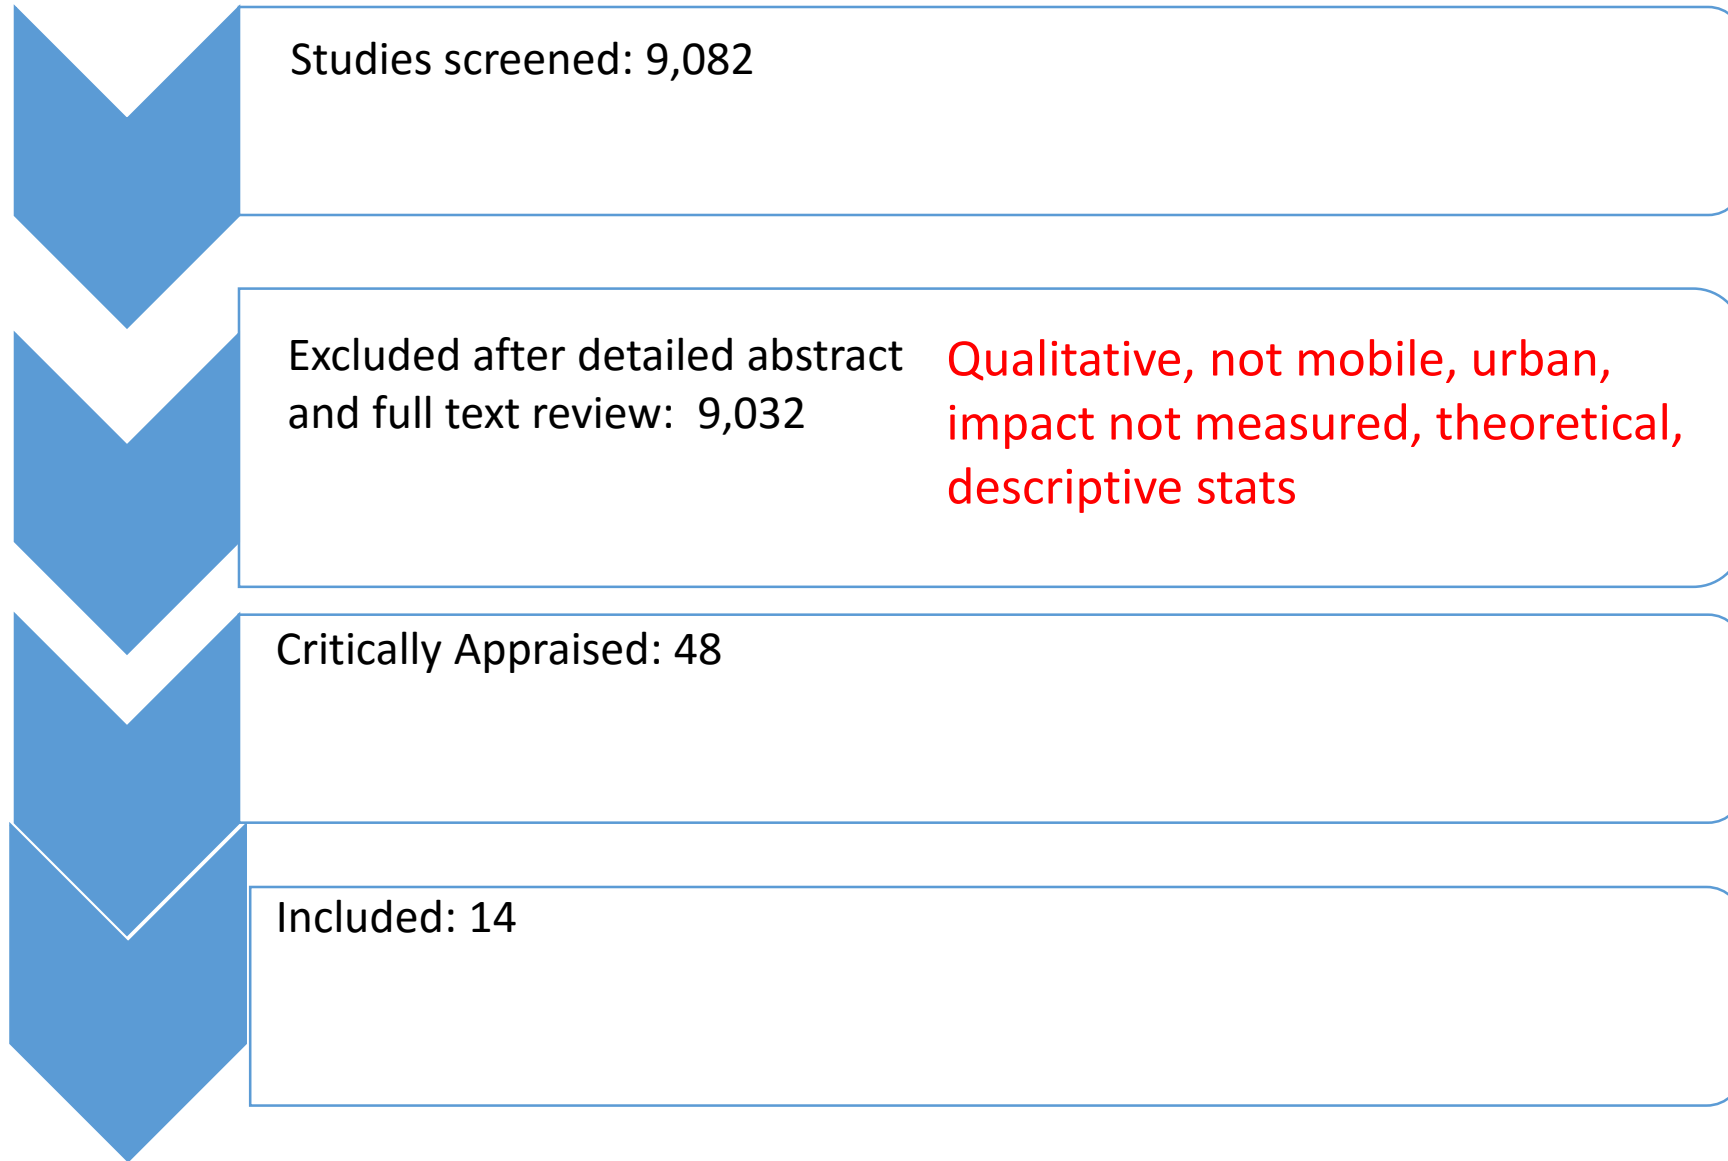 Studies screened: 9,082
Excluded after detailed abstract
and full text review:  9,032
Qualitative, not mobile, urban,
impact not measured, theoretical,
descriptive stats
Critically Appraised: 48
Included: 14